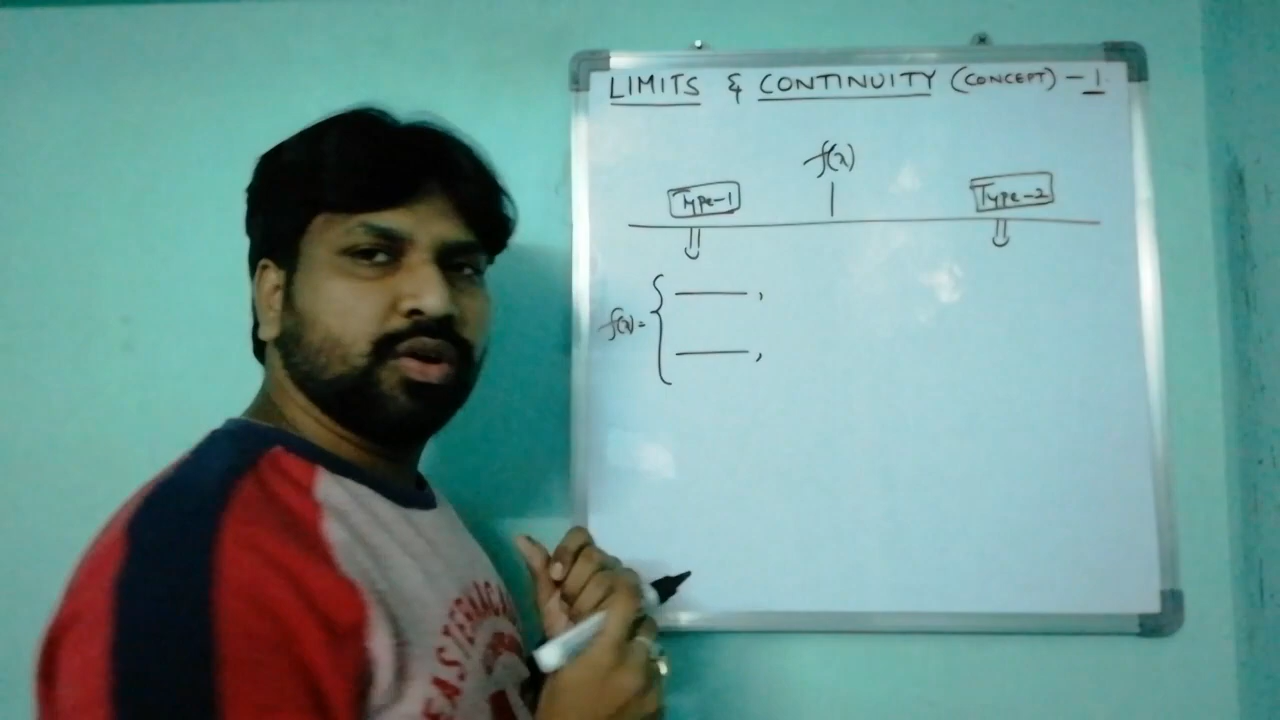 LIMITS & CONTINUITY (CONCEPT) - 1
f(x)
Type-1 Type-2
f(x)= { ,
,